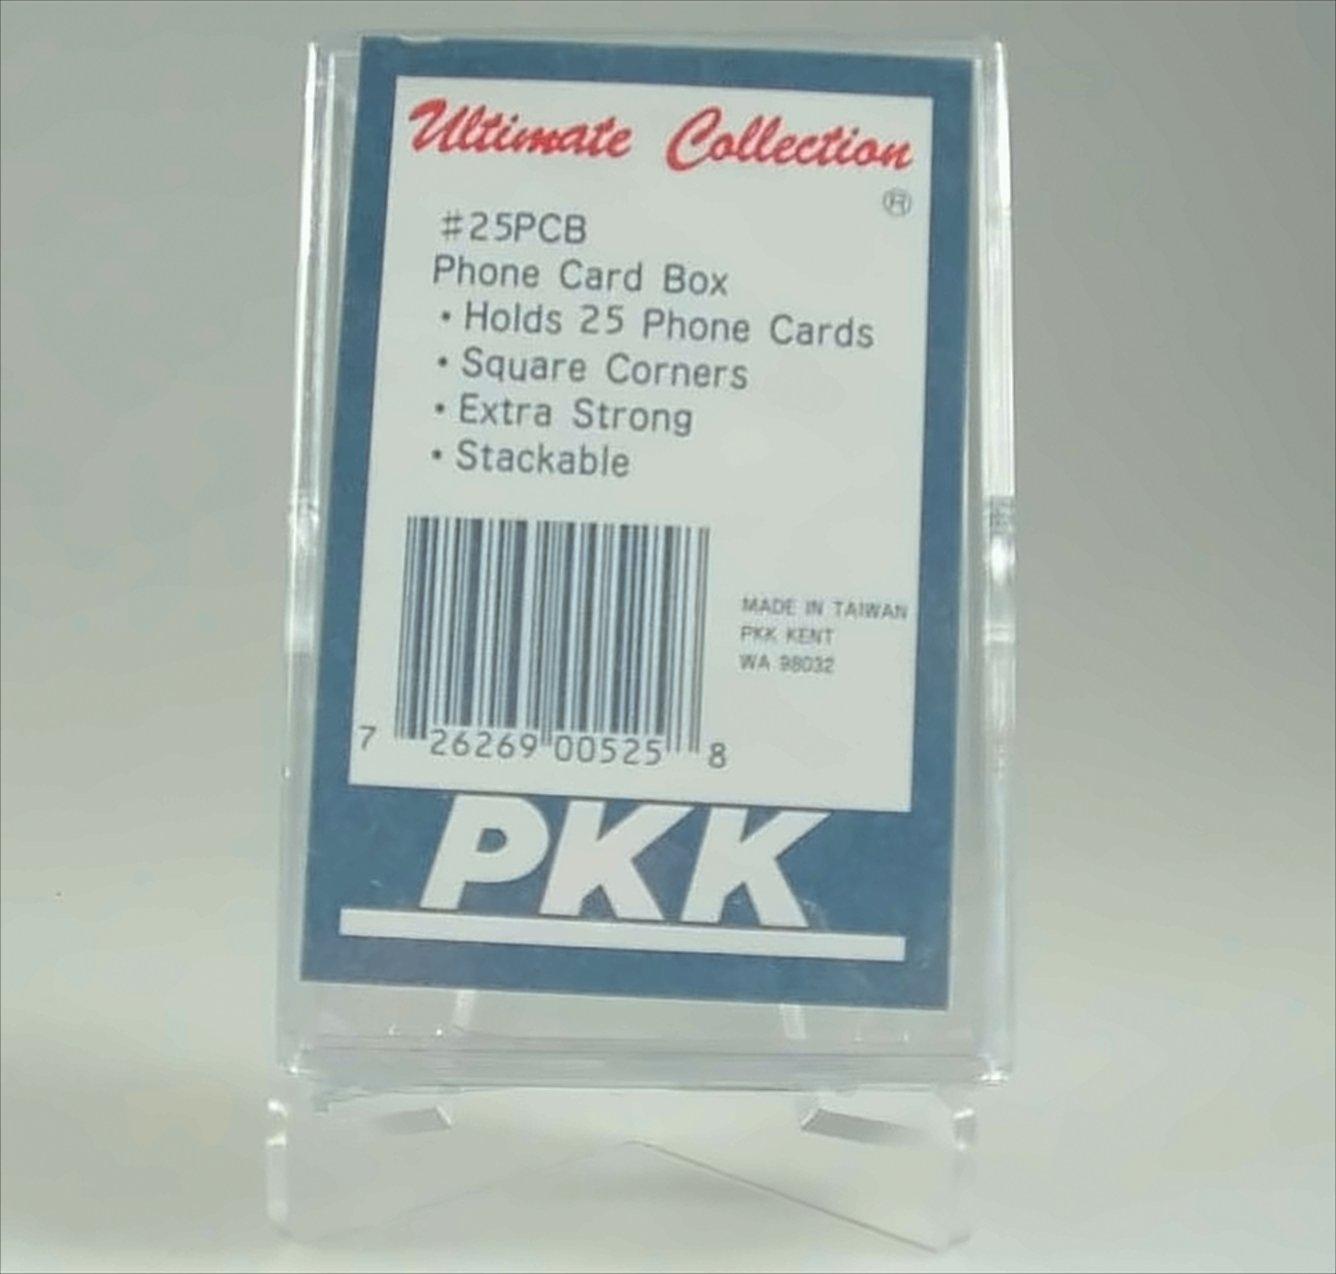 Ultimate Collection
®
#25PCB
Phone Card Box
• Holds 25 Phone Cards
• Square Corners
• Extra Strong
• Stackable
MADE IN TAIWAN
PKK KENT
WA 98032
7 26269 00525 8
PKK